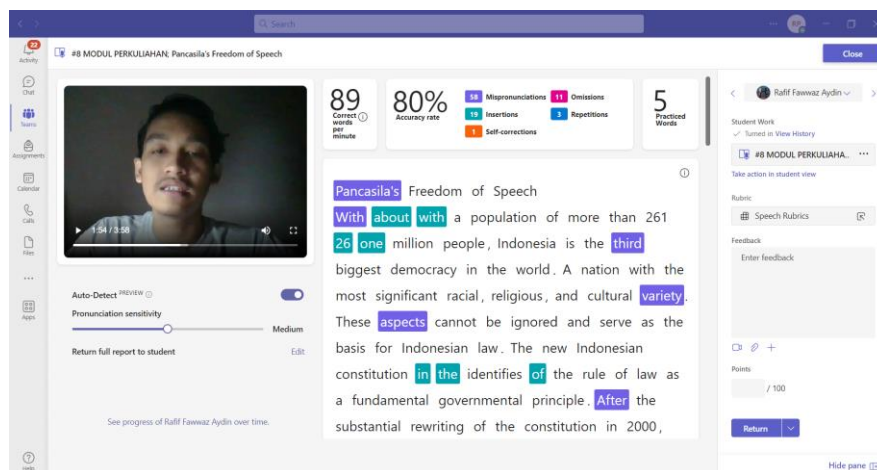 Search
RP
22
Activity
Chat
Teams
Assignments
Calendar
Calls
Files
Apps
Help
#8 MODUL PERKULIAHAN; Pancasila's Freedom of Speech
Close
1:54 / 3:58
Auto-Detect PREVIEW
Pronunciation sensitivity
Medium
Return full report to student
Edit
See progress of Rafif Fawwaz Aydin over time.
89
Correct
words
per
minute
80%
Accuracy rate
58 Mispronunciations
11 Omissions
19 Insertions
3 Repetitions
1 Self-corrections
5
Practiced
Words
Pancasila's Freedom of Speech
With about with a population of more than 261
26 one million people, Indonesia is the third
biggest democracy in the world. A nation with the
most significant racial, religious, and cultural variety.
These aspects cannot be ignored and serve as the
basis for Indonesian law. The new Indonesian
constitution in the identifies of the rule of law as
a fundamental governmental principle. After the
substantial rewriting of the constitution in 2000,
Rafif Fawwaz Aydin
Student Work
Turned in View History
#8 MODUL PERKULIAHA...
Take action in student view
Rubric
Speech Rubrics
Feedback
Enter feedback
Points
/ 100
Return
Hide pane